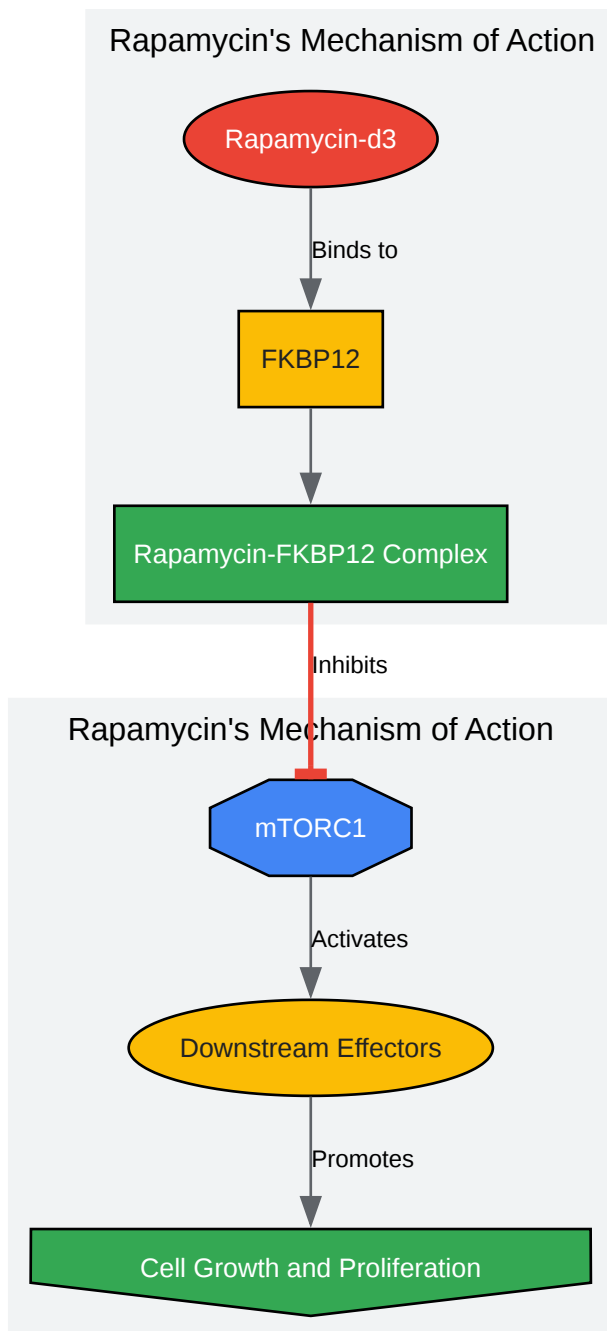 Rapamycin's Mechanism of Action
Rapamycin-d3
Binds to
FKBP12
Rapamycin-FKBP12 Complex
Inhibits
Rapamycin's Mechanism of Action
mTORC1
Activates
Downstream Effectors
Promotes
Cell Growth and Proliferation